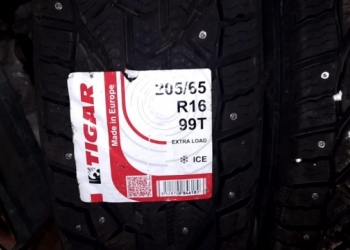 205/65
R16
99T
EXTRA LOAD
ICE
TIGAR
Made in Europe